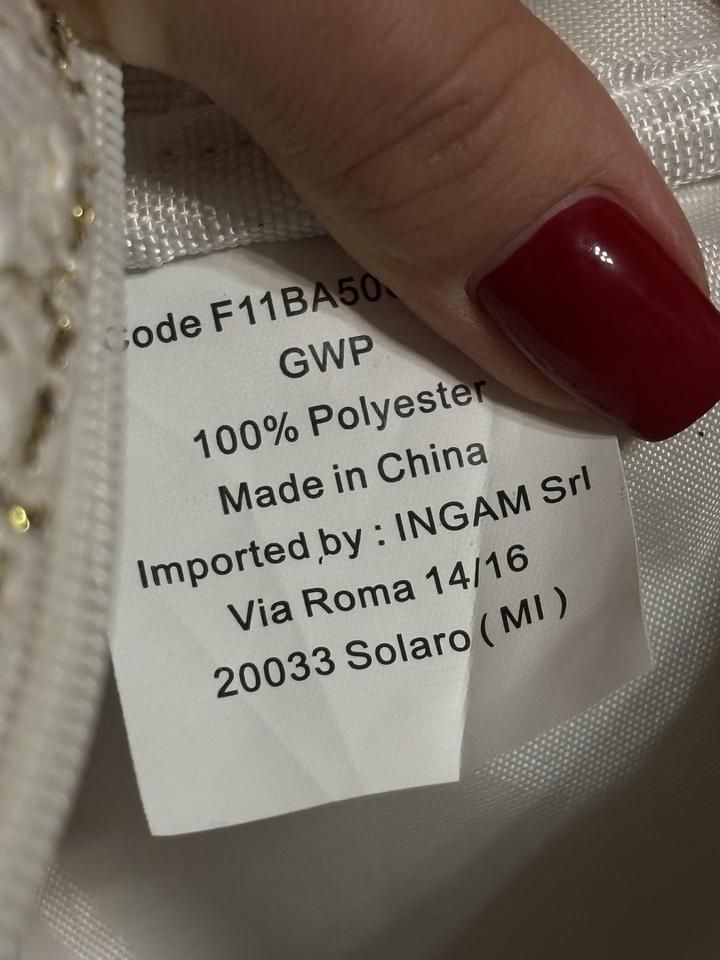 Code F11BA50
GWP
100% Polyester
Made in China
Imported by : INGAM Srl
Via Roma 14/16
20033 Solaro ( MI )